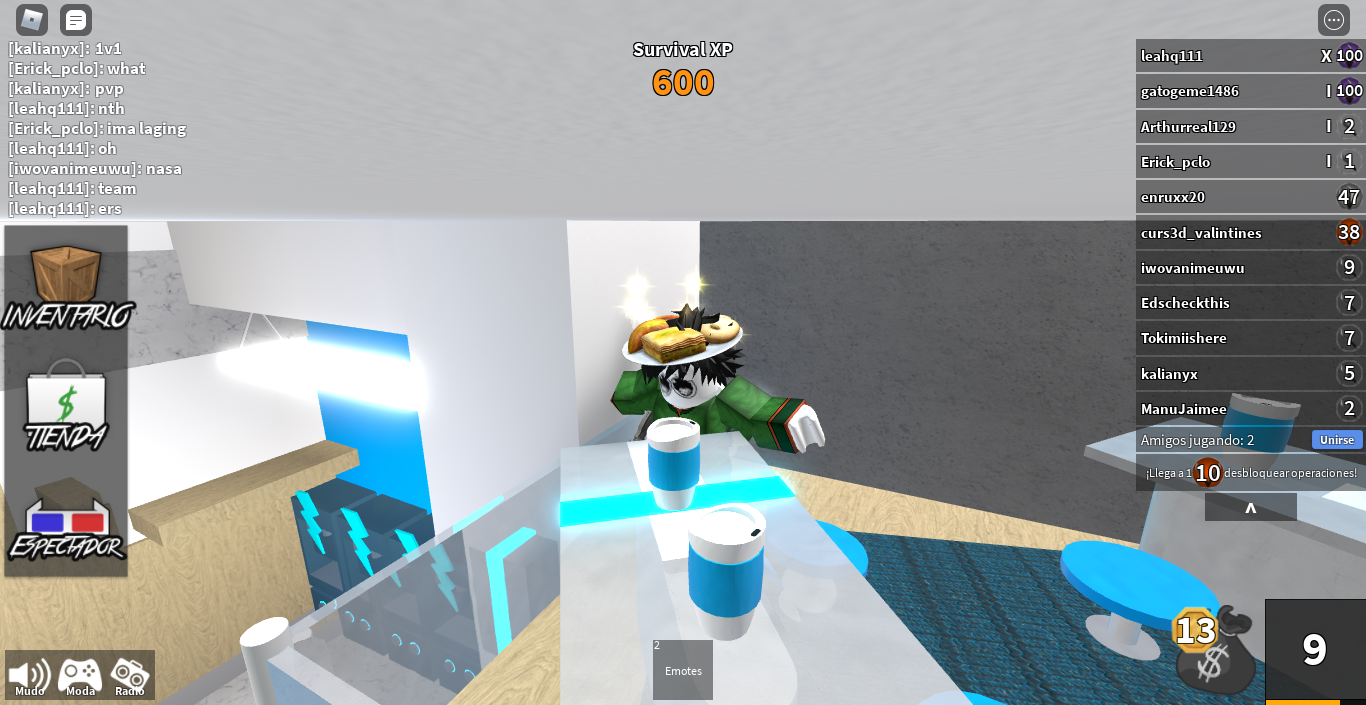 [kalianyx]: 1v1
[Erick_pclo]: what
[kalianyx]: pvp
[leahq111]: nth
[Erick_pclo]: ima laging
[leahq111]: oh
[iwovanimeuwu]: nasa
[leahq111]: team
[leahq111]: ers
Survival XP
600
leahq111 X 100
gatogeme1486 I 100
Arthurreal129 I 2
Erick_pclo I 1
enruxx20 47
curs3d_valintines 38
iwovanimeuwu 9
Edscheckthis 7
Tokimiishere 7
kalianyx 5
ManuJaimee 2
Amigos jugando: 2 Unirse
¡Llega a 1 10 desbloquear operaciones!
INVENTARIO
$
TIENDA
ESPECTADOR
Mudo Moda Radio
2
Emotes
13
$
9